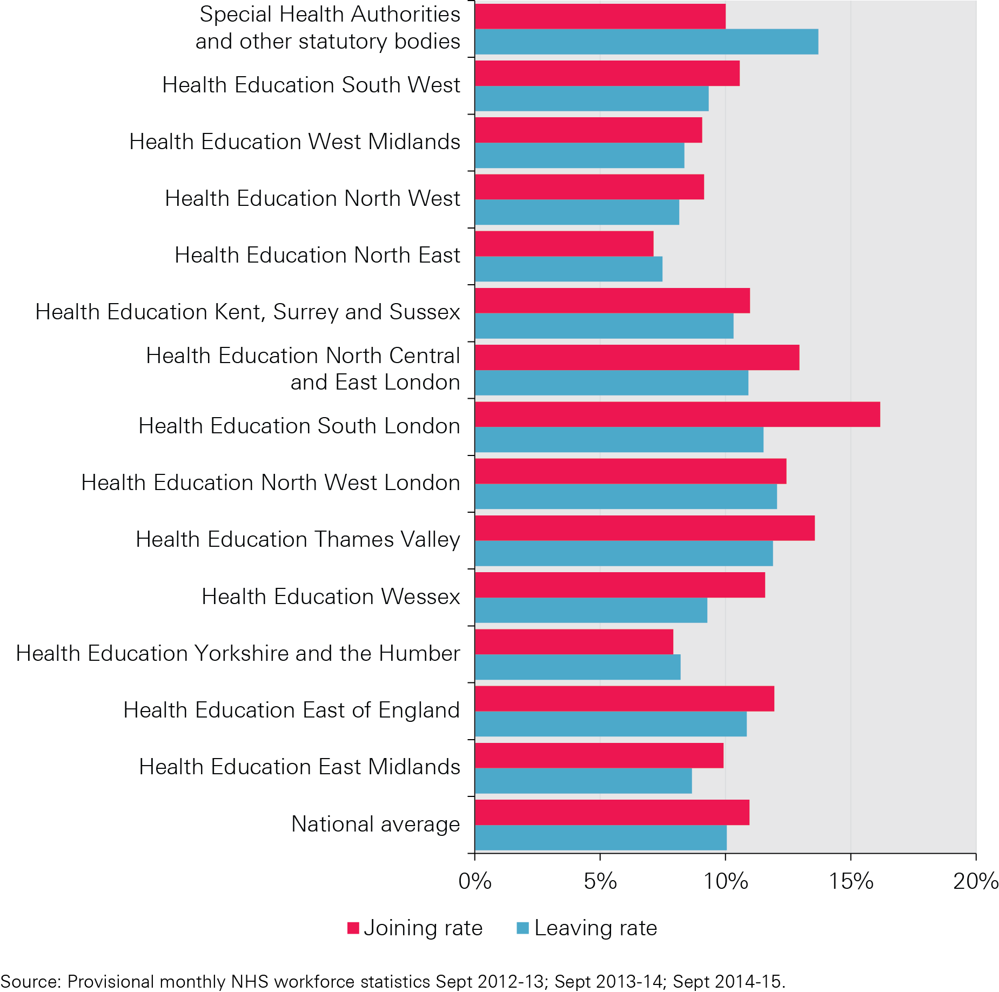 Special Health Authorities
and other statutory bodies
Health Education South West
Health Education West Midlands
Health Education North West
Health Education North East
Health Education Kent, Surrey and Sussex
Health Education North Central
and East London
Health Education South London
Health Education North West London
Health Education Thames Valley
Health Education Wessex
Health Education Yorkshire and the Humber
Health Education East of England
Health Education East Midlands
National average
0% 5% 10% 15% 20%
Joining rate Leaving rate
Source: Provisional monthly NHS workforce statistics Sept 2012-13; Sept 2013-14; Sept 2014-15.